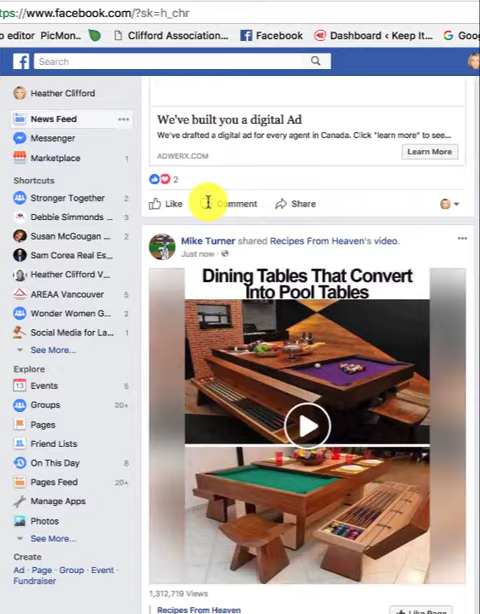 ttps://www.facebook.com/?sk=h_chr
o editor PicMon... Clifford Association... Facebook Dashboard ‹ Keep It... Goog
Search
Heather Clifford
News Feed
Messenger
Marketplace 1
Shortcuts
Stronger Together 2
Debbie Simmonds ... 3
Susan McGougan ... 2
Sam Corea Real Es...
Heather Clifford V...
AREAA Vancouver 5
Wonder Women G... 2
Social Media for La... 1
See More...
Explore
Events 5
Groups 20+
Pages
Friend Lists
On This Day 8
Pages Feed 20+
Manage Apps
Photos
See More...
Create
Ad · Page · Group · Event ·
Fundraiser
We've built you a digital Ad
We've drafted a digital ad for every agent in Canada. Click "learn more" to see...
ADWERX.COM
Learn More
2
Like Comment Share
Mike Turner shared Recipes From Heaven's video.
Just now ·
Dining Tables That Convert
Into Pool Tables
1,312,719 Views
Recipes From Heaven
Like Page